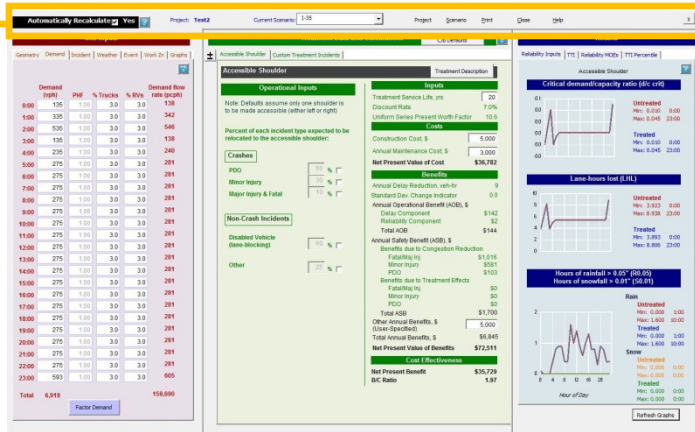 Automatically Recalculate Yes ?
Project: Test2
Current Scenario: I-35
Project Scenario Print Close Help
Geometry Demand Incident Weather Event Work Zn Graphs
Demand (vph) PHF % Trucks % RVs Demand flow rate (pcph)
0:00 135 1.00 3.0 3.0 138
1:00 335 1.00 3.0 3.0 342
2:00 535 1.00 3.0 3.0 546
3:00 135 1.00 3.0 3.0 138
4:00 235 1.00 3.0 3.0 240
5:00 275 1.00 3.0 3.0 281
6:00 275 1.00 3.0 3.0 281
7:00 275 1.00 3.0 3.0 281
8:00 275 1.00 3.0 3.0 281
9:00 275 1.00 3.0 3.0 281
10:00 275 1.00 3.0 3.0 281
11:00 275 1.00 3.0 3.0 281
12:00 275 1.00 3.0 3.0 281
13:00 275 1.00 3.0 3.0 281
14:00 275 1.00 3.0 3.0 281
15:00 275 1.00 3.0 3.0 281
16:00 275 1.00 3.0 3.0 281
17:00 275 1.00 3.0 3.0 281
18:00 275 1.00 3.0 3.0 281
19:00 275 1.00 3.0 3.0 281
20:00 275 1.00 3.0 3.0 281
21:00 275 1.00 3.0 3.0 281
22:00 275 1.00 3.0 3.0 281
23:00 593 1.00 3.0 3.0 605
Total 6,918
Factor Demand
Accessible Shoulder Custom Treatment Incidents
Accessible Shoulder Treatment Description
Operational Inputs
Note: Defaults assume only one shoulder is
to be made accessible (either left or right)
Percent of each incident type expected to be
relocated to the accessible shoulder:
Crashes
PDO 50 %
Minor Injury 30 %
Major Injury & Fatal 10 %
Non-Crash Incidents
Disabled Vehicle
(lane-blocking) 60 %
Other 25 %
Inputs
Treatment Service Life, yrs 20
Discount Rate 7.0%
Uniform Series Present Worth Factor 10.6
Costs
Construction Cost, $ 5,000
Annual Maintenance Cost, $ 3,000
Net Present Value of Cost $36,782
Benefits
Annual Delay Reduction, veh-hr 9
Standard Dev. Change Indicator 0.0
Annual Operational Benefit (AOB), $
Delay Component $142
Reliability Component $2
Total AOB $144
Annual Safety Benefit (ASB), $
Benefits due to Congestion Reduction
Fatal/Maj Inj $1,016
Minor Injury $581
PDO $103
Benefits due to Treatment Effects
Fatal/Maj Inj $0
Minor Injury $0
PDO $0
Total ASB $1,700
Other Annual Benefits, $
(User-Specified) 5,000
Total Annual Benefits, $ $6,845
Net Present Value of Benefits $72,511
Cost Effectiveness
Net Present Benefit $35,729
B/C Ratio 1.97
Reliability Inputs TTI Reliability MOEs TTI Percentile
Accessible Shoulder
Critical demand/capacity ratio (d/c crit)
Untreated
Min: 0.010 0:00
Max: 0.045 23:00
Treated
Min: 0.010 0:00
Max: 0.045 23:00
Lane-hours lost (LHL)
10
8
6
4
2
0
Untreated
Min: 3.923 0:00
Max: 8.938 23:00
Treated
Min: 3.893 0:00
Max: 8.886 23:00
Hours of rainfall > 0.05" (R0.05)
Hours of snowfall > 0.01" (S0.01)
2
1
0
0 4 8 12 16 20
Hour of Day
Rain
Untreated
Min: 0.000 1:00
Max: 1.600 10:00
Treated
Min: 0.000 1:00
Max: 1.600 10:00
Snow
Untreated
Min: 0.000 0:00
Max: 0.000 0:00
Treated
Min: 0.000 0:00
Max: 0.000 0:00
Refresh Graphs